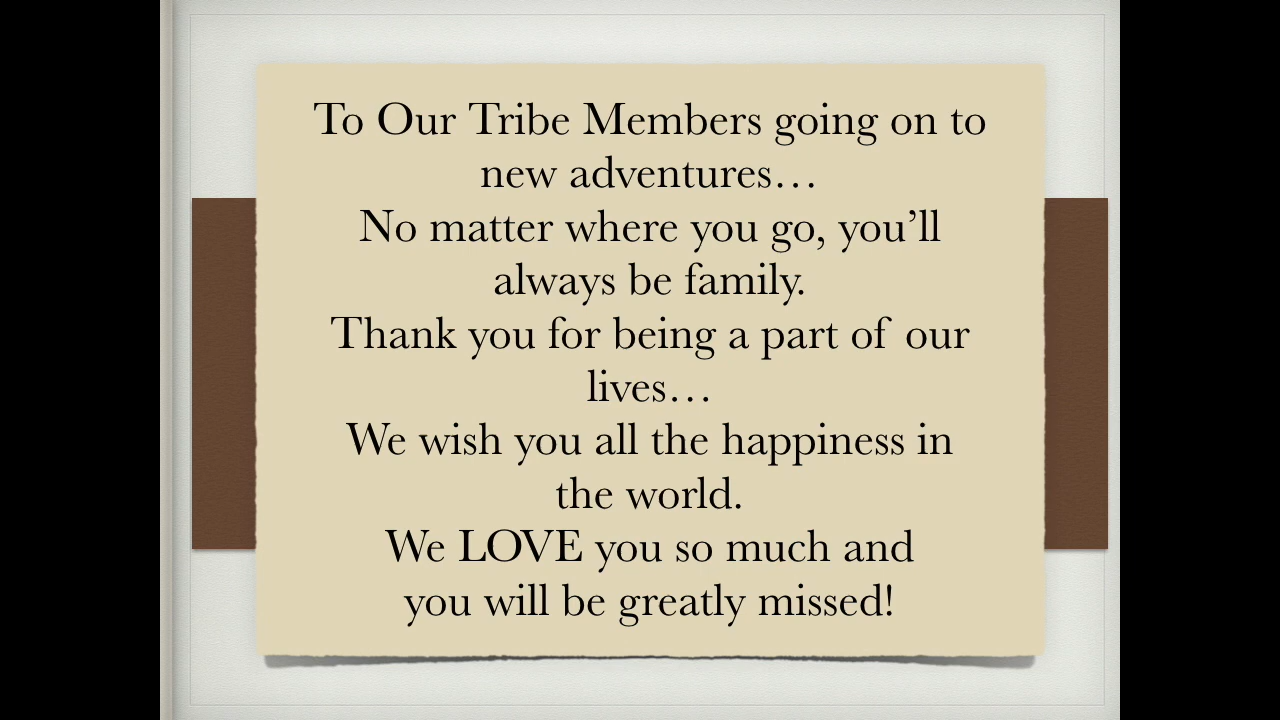 To Our Tribe Members going on to
new adventures…
No matter where you go, you’ll
always be family.
Thank you for being a part of our
lives…
We wish you all the happiness in
the world.
We LOVE you so much and
you will be greatly missed!